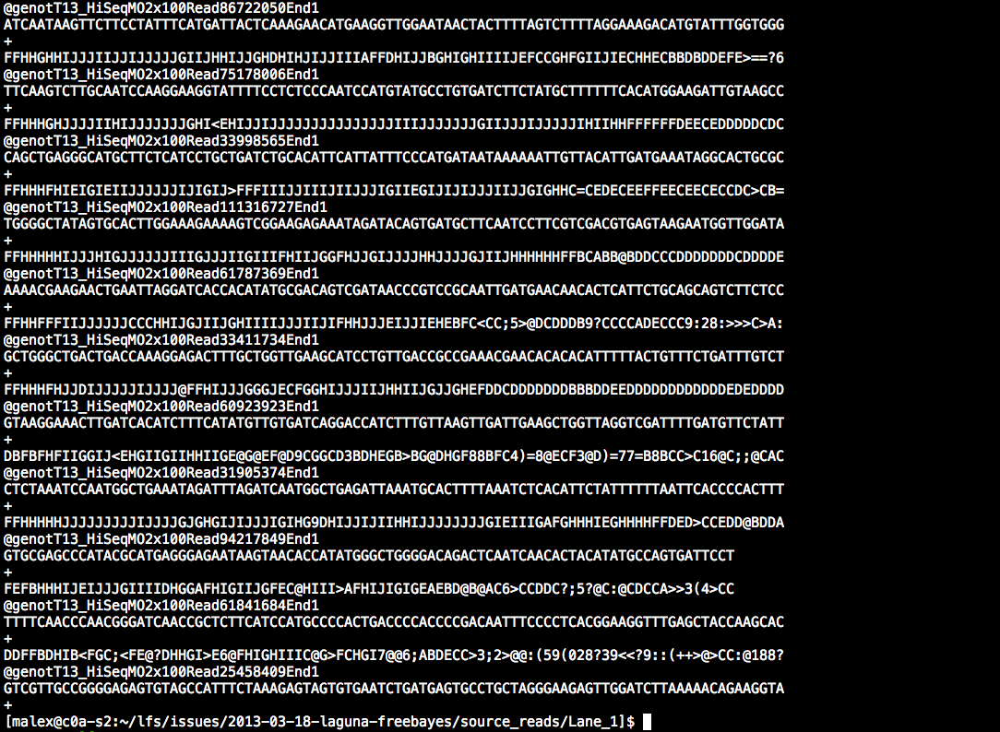 @genotT13_HiSeqMO2x100Read86722050End1
ATCAATAAGTTCTTCCTATTTCATGATTACTCAAAGAACATGAAGGTTGGAATAACTACTTTTAGTCTTTTAGGAAAGACATGTATTTGGTGGG
+
FFHHGHHIJJJIIJJIJJJJJGIIJHHIJJGHDHIHJIJJIIIAFFDHIJJBGHIGHIIIIJEFCCGHFGIIJIECHHECBBDBDDEFE>==?6
@genotT13_HiSeqMO2x100Read75178006End1
TTCAAGTCTTGCAATCCAAGGAAGGTATTTTCCTCTCCCAATCCATGTATGCCTGTGATCTTCTATGCTTTTTTCACATGGAAGATTGTAAGCC
+
FFHHHGHJJJJIIHIJJJJJJJGHI<EHIJJIJJJJJJJJJJJJJJJIIIJJJJJJJGIIJJJIJJJJJIHIIHHFFFFFFDEECEDDDDDCDC
@genotT13_HiSeqMO2x100Read33998565End1
CAGCTGAGGGCATGCTTCTCATCCTGCTGATCTGCACATTCATTATTTCCCATGATAATAAAAAATTGTTACATTGATGAAATAGGCACTGCGC
+
FFHHHFHIEIGIEIIJJJJJJIJIGIJ>FFFIIIJJIIIJIIJJJIGIIEGIJIJIJJJIIJJGIGHHC=CEDECEEFFEECEECECCDC>CB=
@genotT13_HiSeqMO2x100Read111316727End1
TGGGGCTATAGTGCACTTGGAAAGAAAAGTCGGAAGAGAAATAGATACAGTGATGCTTCAATCCTTCGTCGACGTGAGTAAGAATGGTTGGATA
+
FFHHHHHIJJJHIGJJJJJJIIIGJJJIIGIIIFHIIJGGFHJJGIJJJJHHJJJJGJIIJHHHHHHFFBCABB@BDDCCCDDDDDDDCDDDDE
@genotT13_HiSeqMO2x100Read61787369End1
AAAACGAAGAACTGAATTAGGATCACCACATATGCGACAGTCGATAACCCGTCCGCAATTGATGAACAACACTCATTCTGCAGCAGTCTTCTCC
+
FFHHFFFIIJJJJJJCCCHHIJGJIIJGHIIIIJJJIIJIFHHJJJEIJJIEHEBFC<CC;5>@DCDDDB9?CCCCADECCC9:28:>>>C>A:
@genotT13_HiSeqMO2x100Read33411734End1
GCTGGGCTGACTGACCAAAGGAGACTTTGCTGGTTGAAGCATCCTGTTGACCGCCGAAACGAACACACACATTTTTACTGTTTCTGATTTGTCT
+
FFHHHFHJJDIJJJJJIJJJJ@FFHIJJJGGGJECFGGHIJJJIIJHHIIJGJJGHEFDDCDDDDDDDBBBDDEEDDDDDDDDDDDDEDEDDDD
@genotT13_HiSeqMO2x100Read60923923End1
GTAAGGAAACTTGATCACATCTTTCATATGTTGTGATCAGGACCATCTTTGTTAAGTTGATTGAAGCTGGTTAGGTCGATTTTGATGTTCTATT
+
DBFBFHFIIGGIJ<EHGIIGIIHHIIGE@G@EF@D9CGGCD3BDHEGB>BG@DHGF88BFC4)=8@ECF3@D)=77=B8BCC>C16@C;;@CAC
@genotT13_HiSeqMO2x100Read31905374End1
CTCTAAATCCAATGGCTGAAATAGATTTAGATCAATGGCTGAGATTAAATGCACTTTTAAATCTCACATTCTATTTTTTAATTCACCCCACTTT
+
FFHHHHHJJJJJJJJJJIJJJJGJGHGIJIJJJIGIHG9DHIJJIJIIHHIJJJJJJJJGIEIIIGAFGHHHIEGHHHHFFDED>CCEDD@BDDA
@genotT13_HiSeqMO2x100Read94217849End1
GTGCGAGCCCATACGCATGAGGGAGAATAAGTAACACCATATGGGCTGGGGACAGACTCAATCAACACTACATATGCCAGTGATTCCT
+
FEFBHHHIJEIJJJGIIIIDHGGAFHIGIIJGFEC@HIII>AFHIJIGIGEAEBD@B@AC6>CCDDC?;5?@C:@CDCCA>>3(4>CC
@genotT13_HiSeqMO2x100Read61841684End1
TTTTCAACCCAACGGGATCAACCGCTCTTCATCCATGCCCCACTGACCCCACCCCGACAATTTCCCCTCACGGAAGGTTTGAGCTACCAAGCAC
+
DDFFBDHIB<FGC;<FE@?DHHGI>E6@FHIGHIIIC@G>FCHGI7@@6;ABDECC>3;2>@@:(59(028?39<<?9::(++>@>CC:@188?
@genotT13_HiSeqMO2x100Read25458409End1
GTCGTTGCCGGGGAGAGTGTAGCCATTTCTAAAGAGTAGTGTGAATCTGATGAGTGCCTGCTAGGGAAGAGTTGGATCTTAAAAACAGAAGGTA
+
[malex@c0a-s2:~/lfs/issues/2013-03-18-laguna-freebayes/source_reads/Lane_1]$